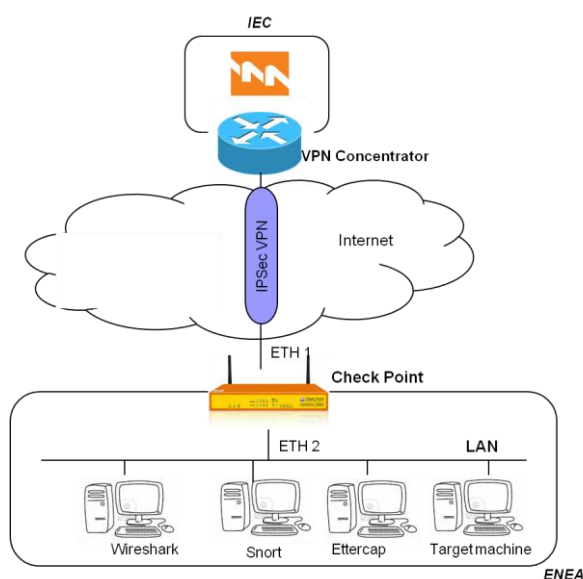 IEC
VPN Concentrator
IPSec VPN
Internet
ETH 1
Check Point
ETH 2
LAN
Wireshark
Snort
Ettercap
Target machine
ENEA